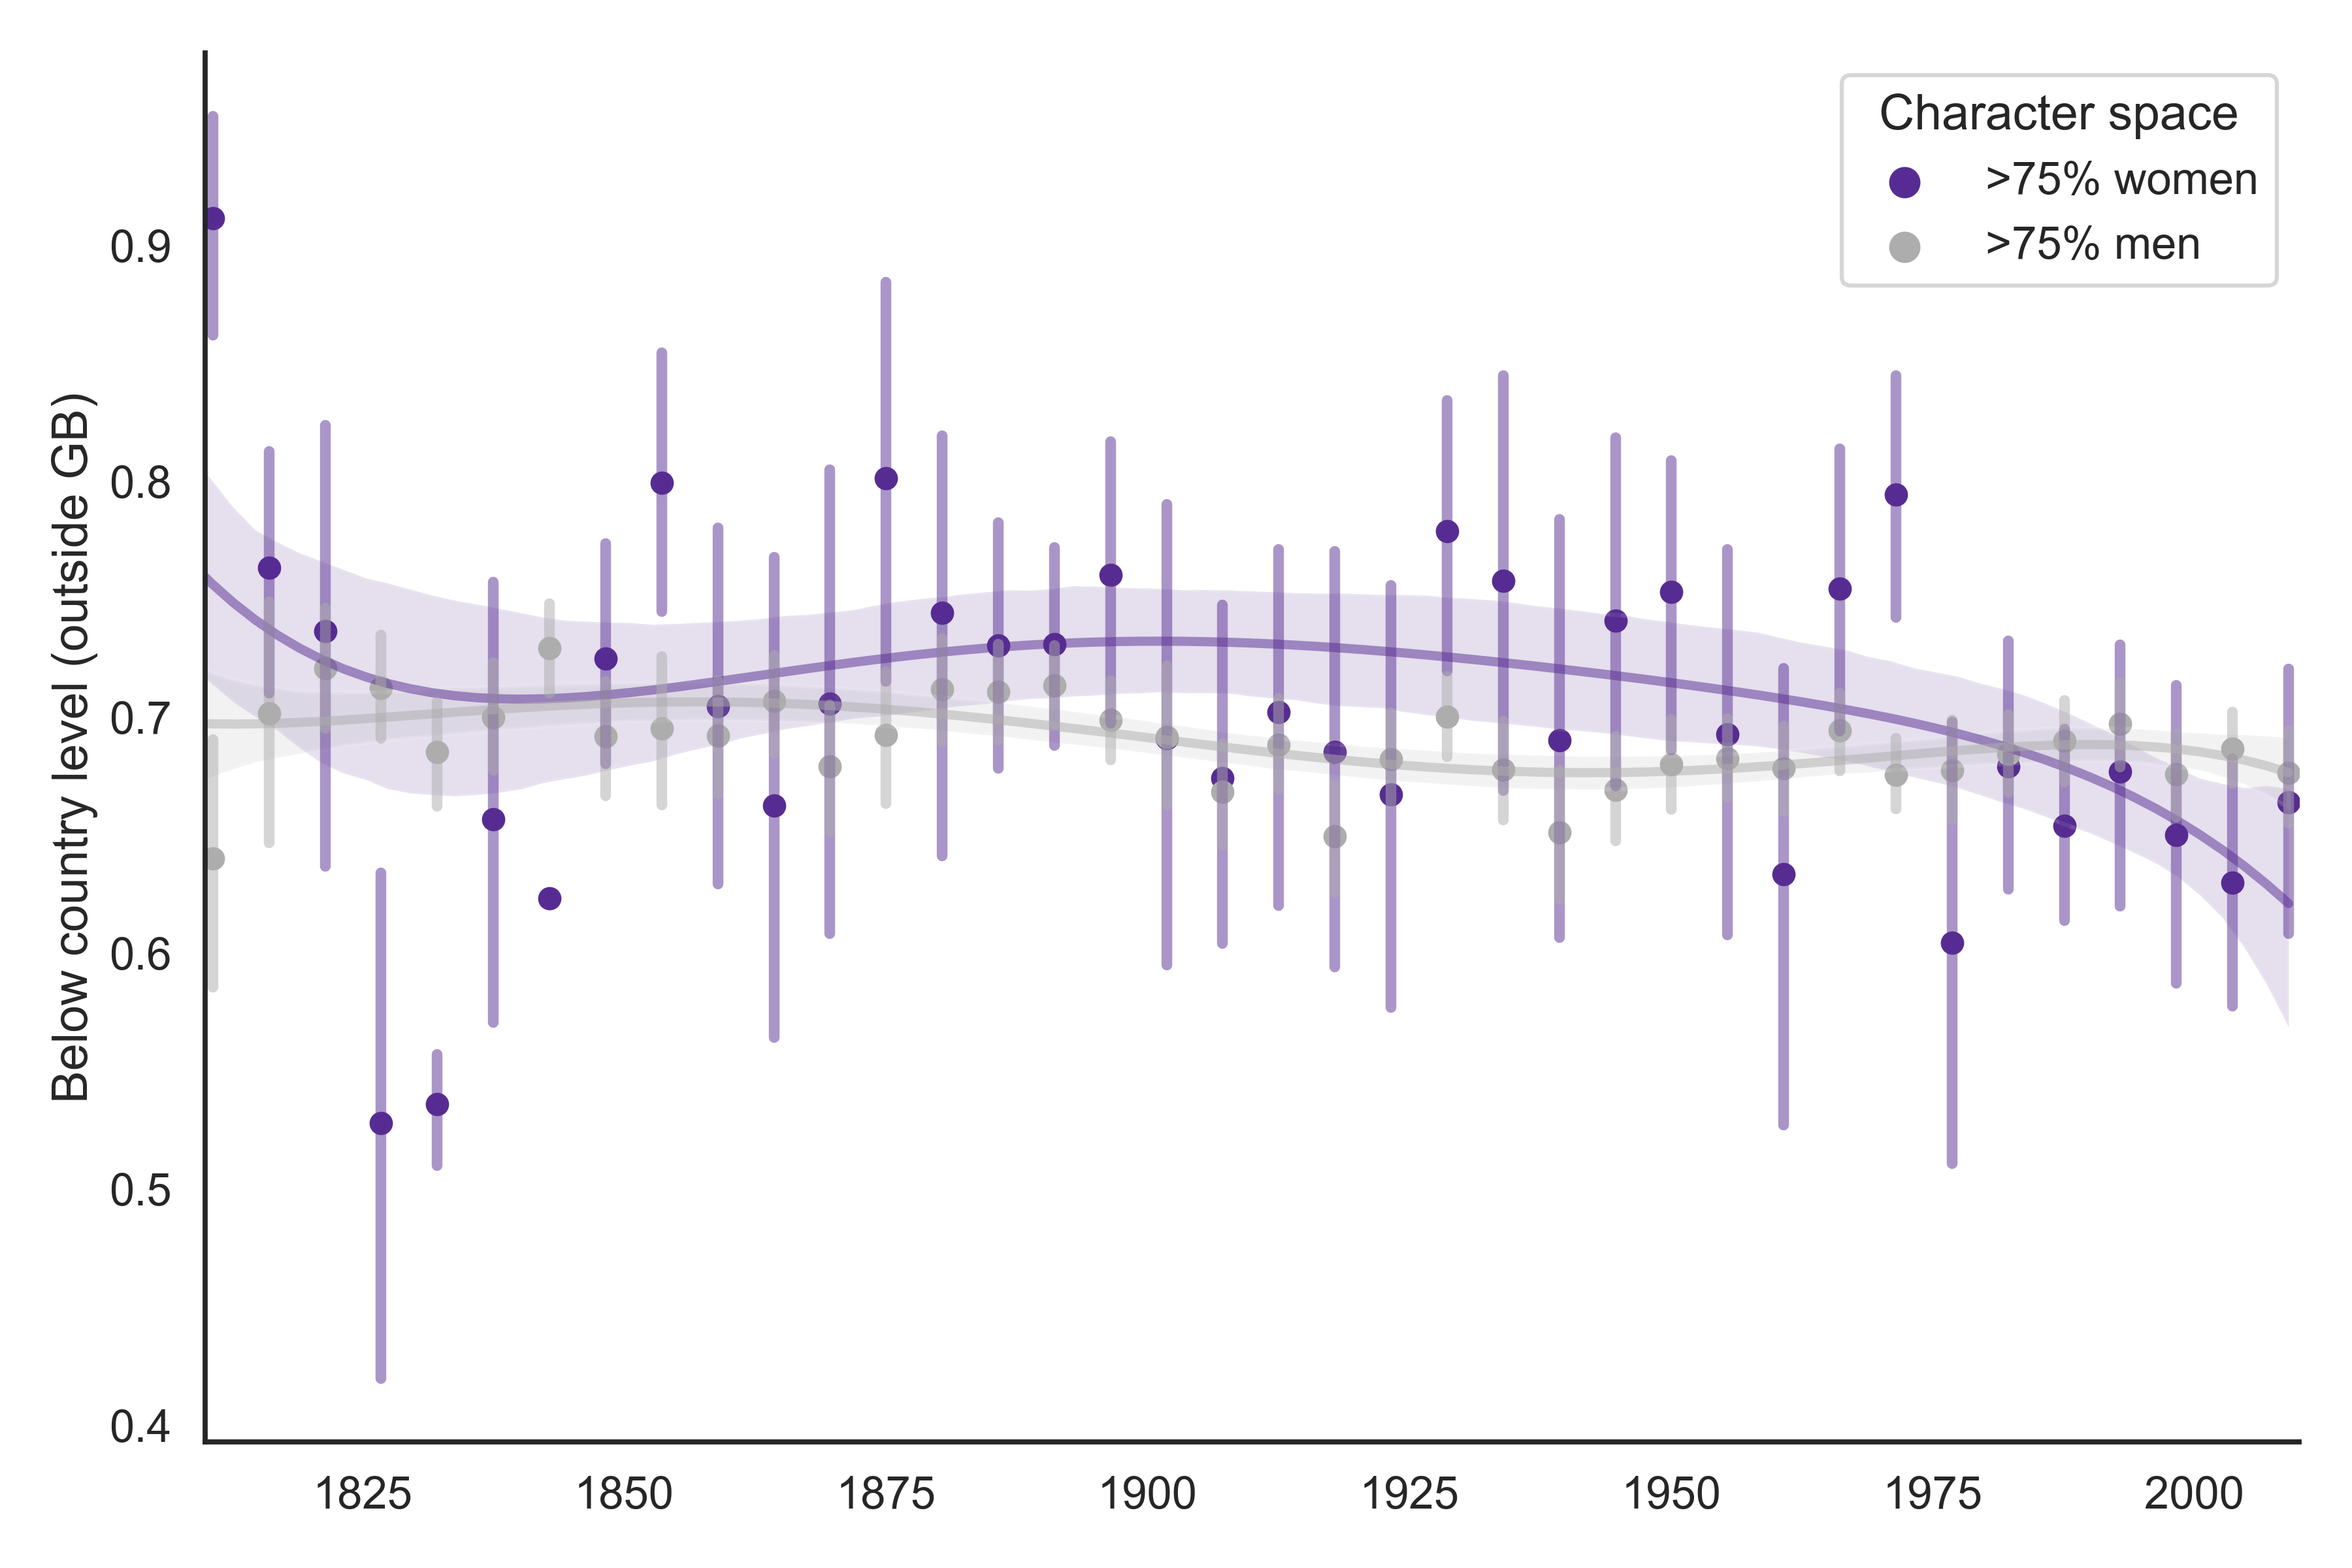 Character space
>75% women
>75% men
Below country level (outside GB)
0.9
0.8
0.7
0.6
0.5
0.4
1825 1850 1875 1900 1925 1950 1975 2000